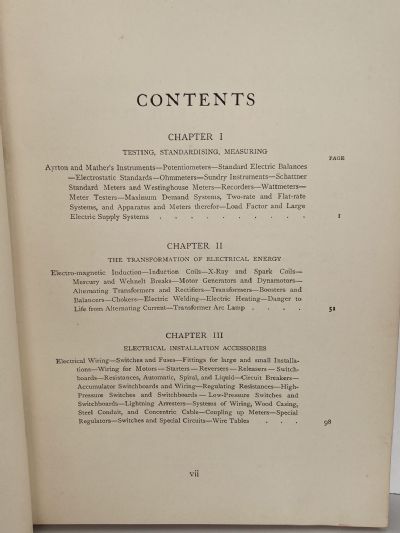 CONTENTS
CHAPTER I
TESTING, STANDARDISING, MEASURING
PAGE
Ayrton and Mather's Instruments—Potentiometers—Standard Electric Balances
—Electrostatic Standards—Ohmmeters—Sundry Instruments—Schattner
Standard Meters and Westinghouse Meters—Recorders—Wattmeters—
Meter Testers—Maximum Demand Systems, Two-rate and Flat-rate
Systems, and Apparatus and Meters therefor—Load Factor and Large
Electric Supply Systems . . . . . . . . . . 1
CHAPTER II
THE TRANSFORMATION OF ELECTRICAL ENERGY
Electro-magnetic Induction—Induction Coils—X-Ray and Spark Coils—
Mercury and Wehnelt Breaks—Motor Generators and Dynamotors—
Alternating Transformers and Rectifiers—Transformers—Boosters and
Balancers—Chokers—Electric Welding—Electric Heating—Danger to
Life from Alternating Current—Transformer Arc Lamp . . . . 51
CHAPTER III
ELECTRICAL INSTALLATION ACCESSORIES
Electrical Wiring—Switches and Fuses—Fittings for large and small Installa-
tions—Wiring for Motors—Starters—Reversers—Releasers—Switch-
boards—Resistances, Automatic, Spiral, and Liquid—Circuit Breakers—
Accumulator Switchboards and Wiring—Regulating Resistances—High-
Pressure Switches and Switchboards—Low-Pressure Switches and
Switchboards—Lightning Arresters—Systems of Wiring, Wood Casing,
Steel Conduit, and Concentric Cable—Coupling up Meters—Special
Regulators—Switches and Special Circuits—Wire Tables . . . 98
vii